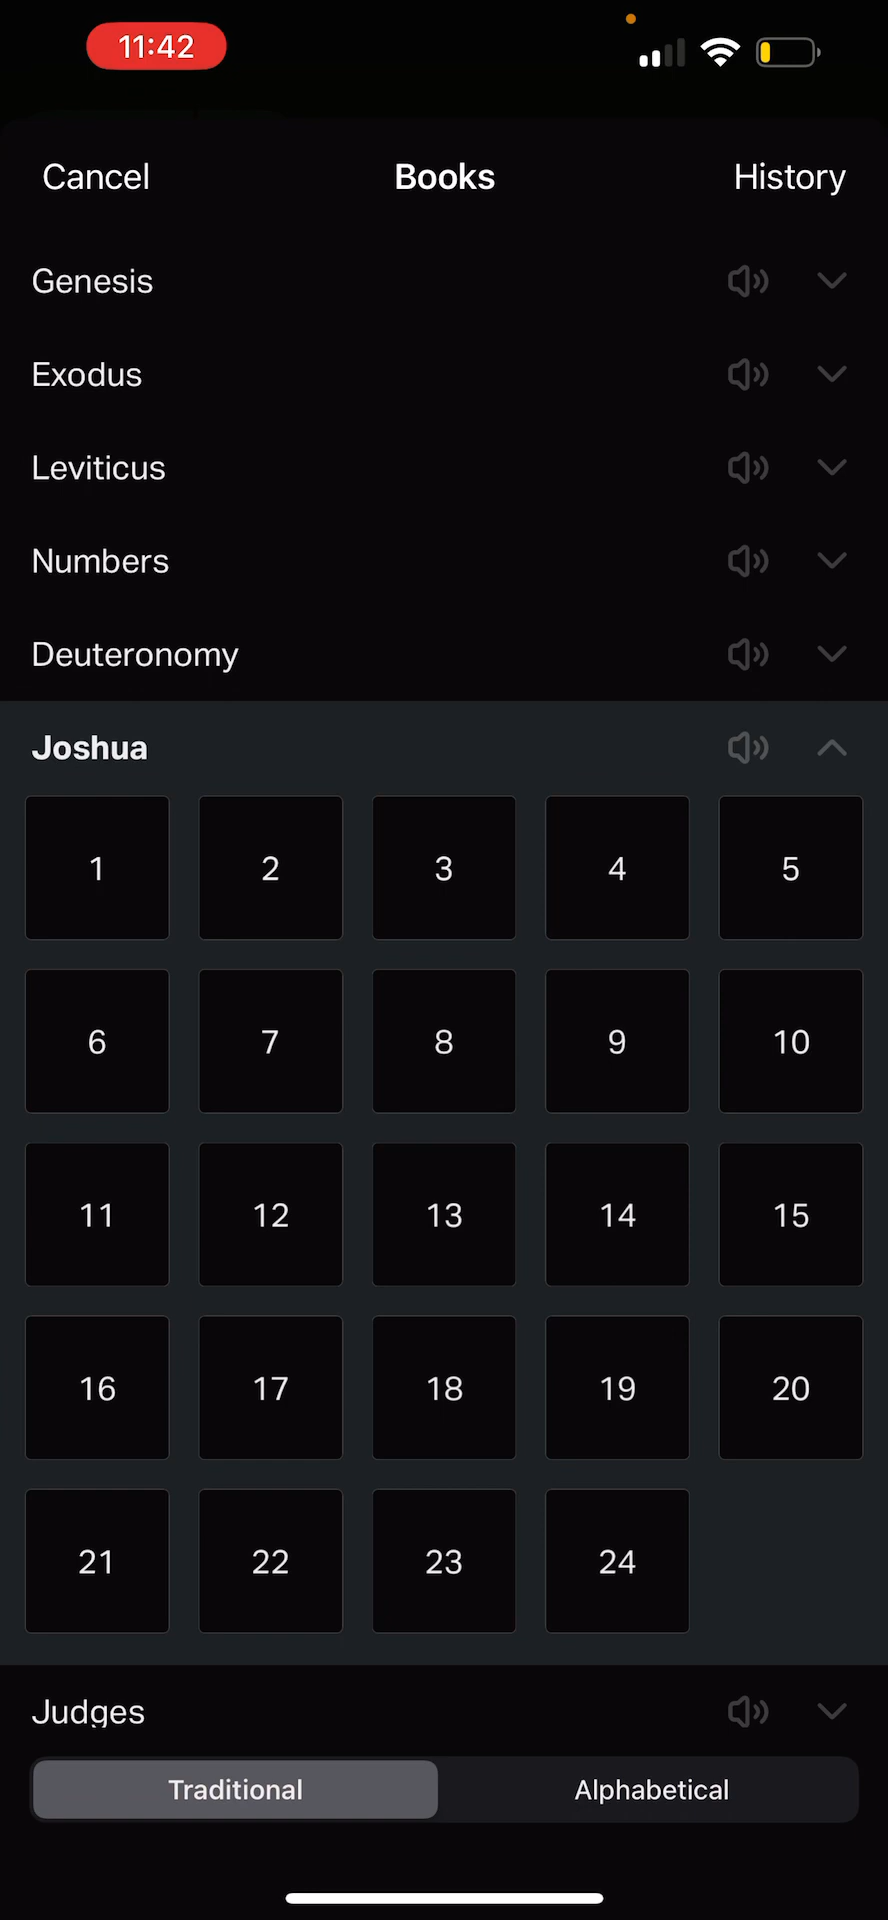 11:42
Cancel Books History
Genesis
Exodus
Leviticus
Numbers
Deuteronomy
Joshua
1 2 3 4 5
6 7 8 9 10
11 12 13 14 15
16 17 18 19 20
21 22 23 24
Judges
Traditional Alphabetical